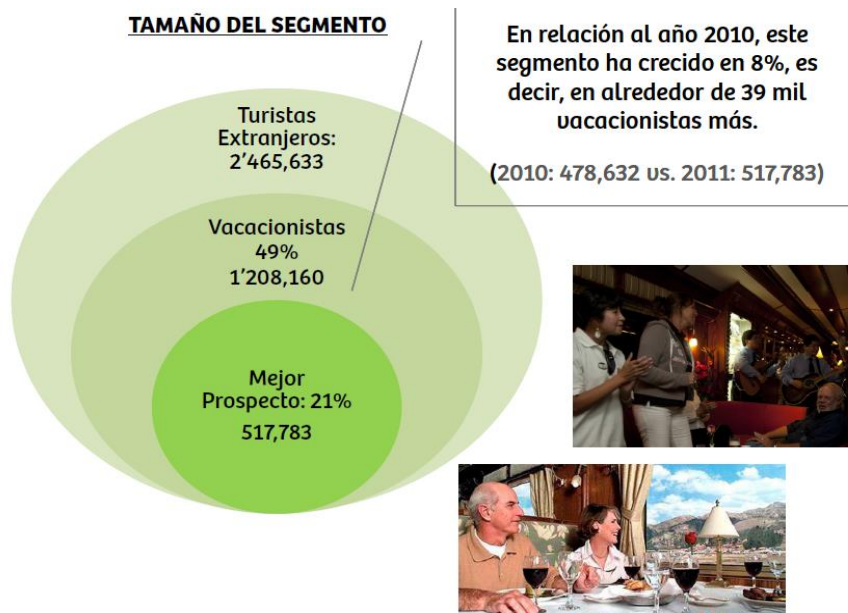 TAMAÑO DEL SEGMENTO
En relación al año 2010, este
segmento ha crecido en 8%, es
decir, en alrededor de 39 mil
vacacionistas más.
(2010: 478,632 vs. 2011: 517,783)
Turistas
Extranjeros:
2’465,633
Vacacionistas
49%
1’208,160
Mejor
Prospecto: 21%
517,783